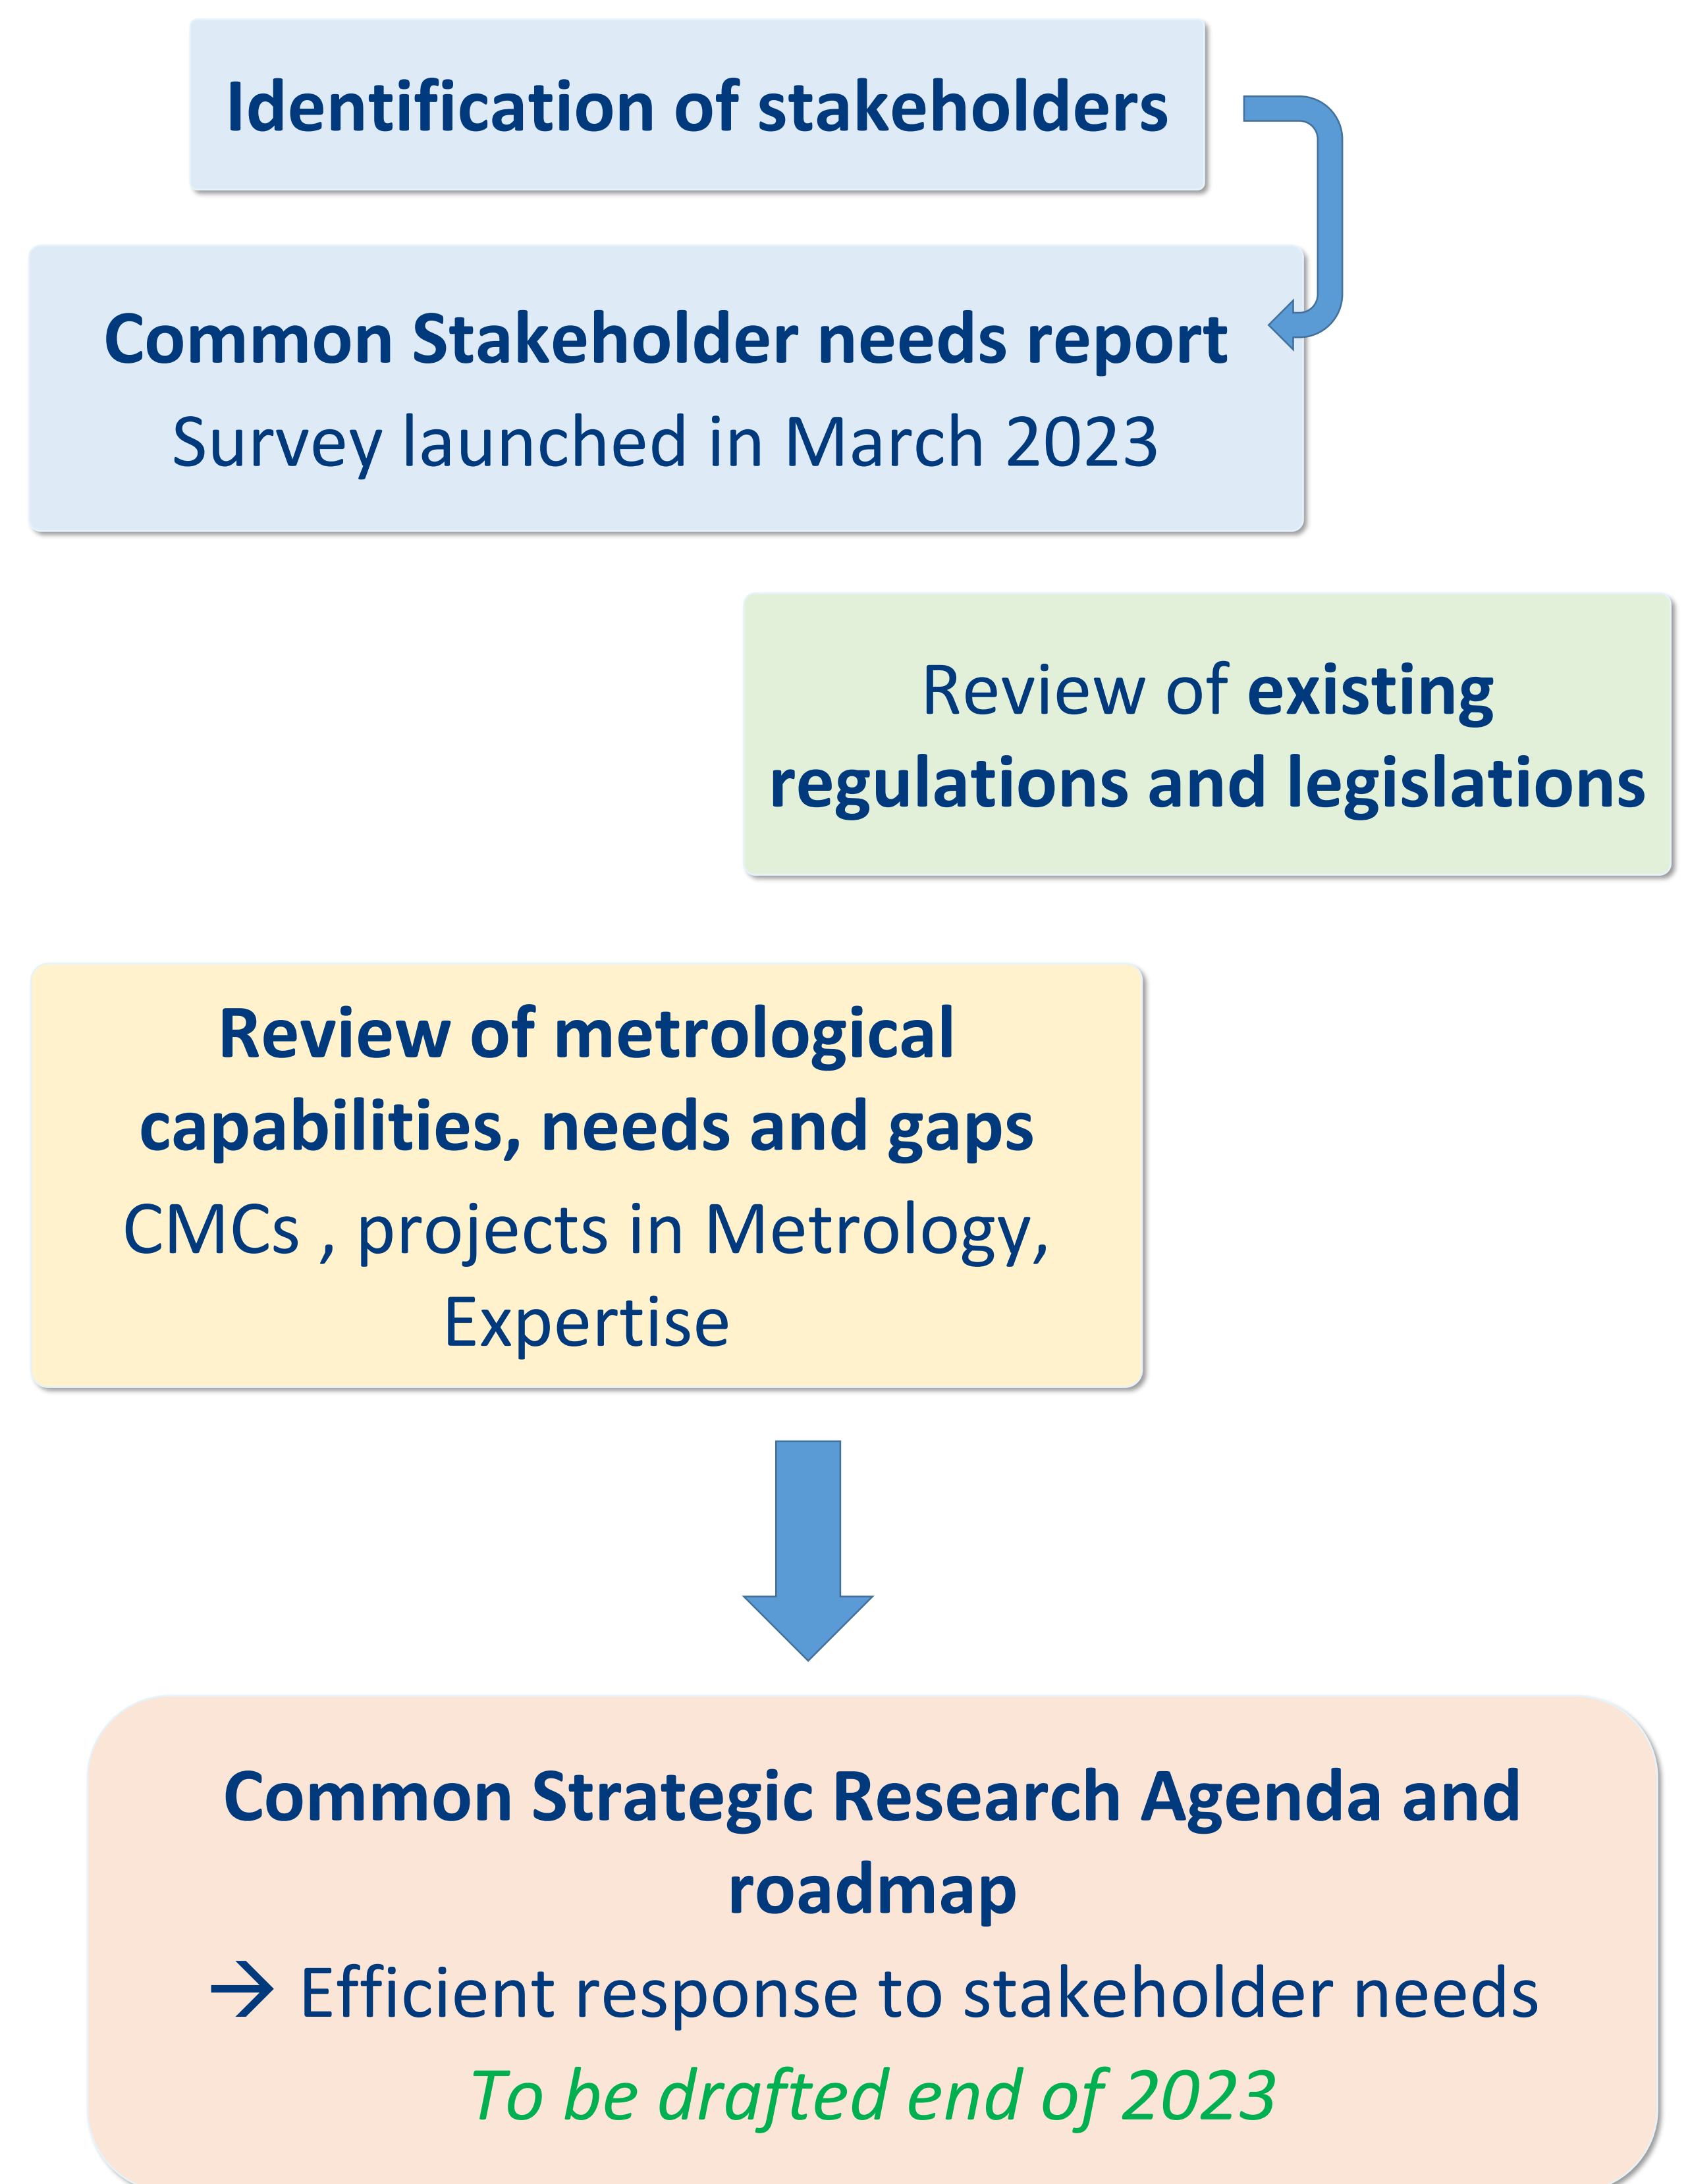 Identification of stakeholders
Common Stakeholder needs report
Survey launched in March 2023
Review of existing
regulations and legislations
Review of metrological
capabilities, needs and gaps
CMCs , projects in Metrology,
Expertise
Common Strategic Research Agenda and
roadmap
→ Efficient response to stakeholder needs
To be drafted end of 2023